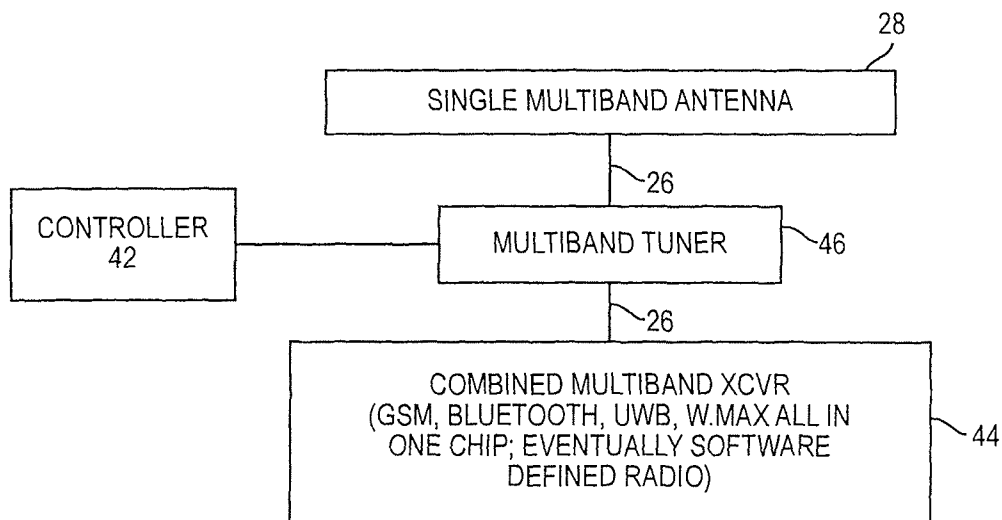 28
SINGLE MULTIBAND ANTENNA
26
CONTROLLER
42
MULTIBAND TUNER
46
26
COMBINED MULTIBAND XCVR
(GSM, BLUETOOTH, UWB, W.MAX ALL IN
ONE CHIP; EVENTUALLY SOFTWARE
DEFINED RADIO)
44